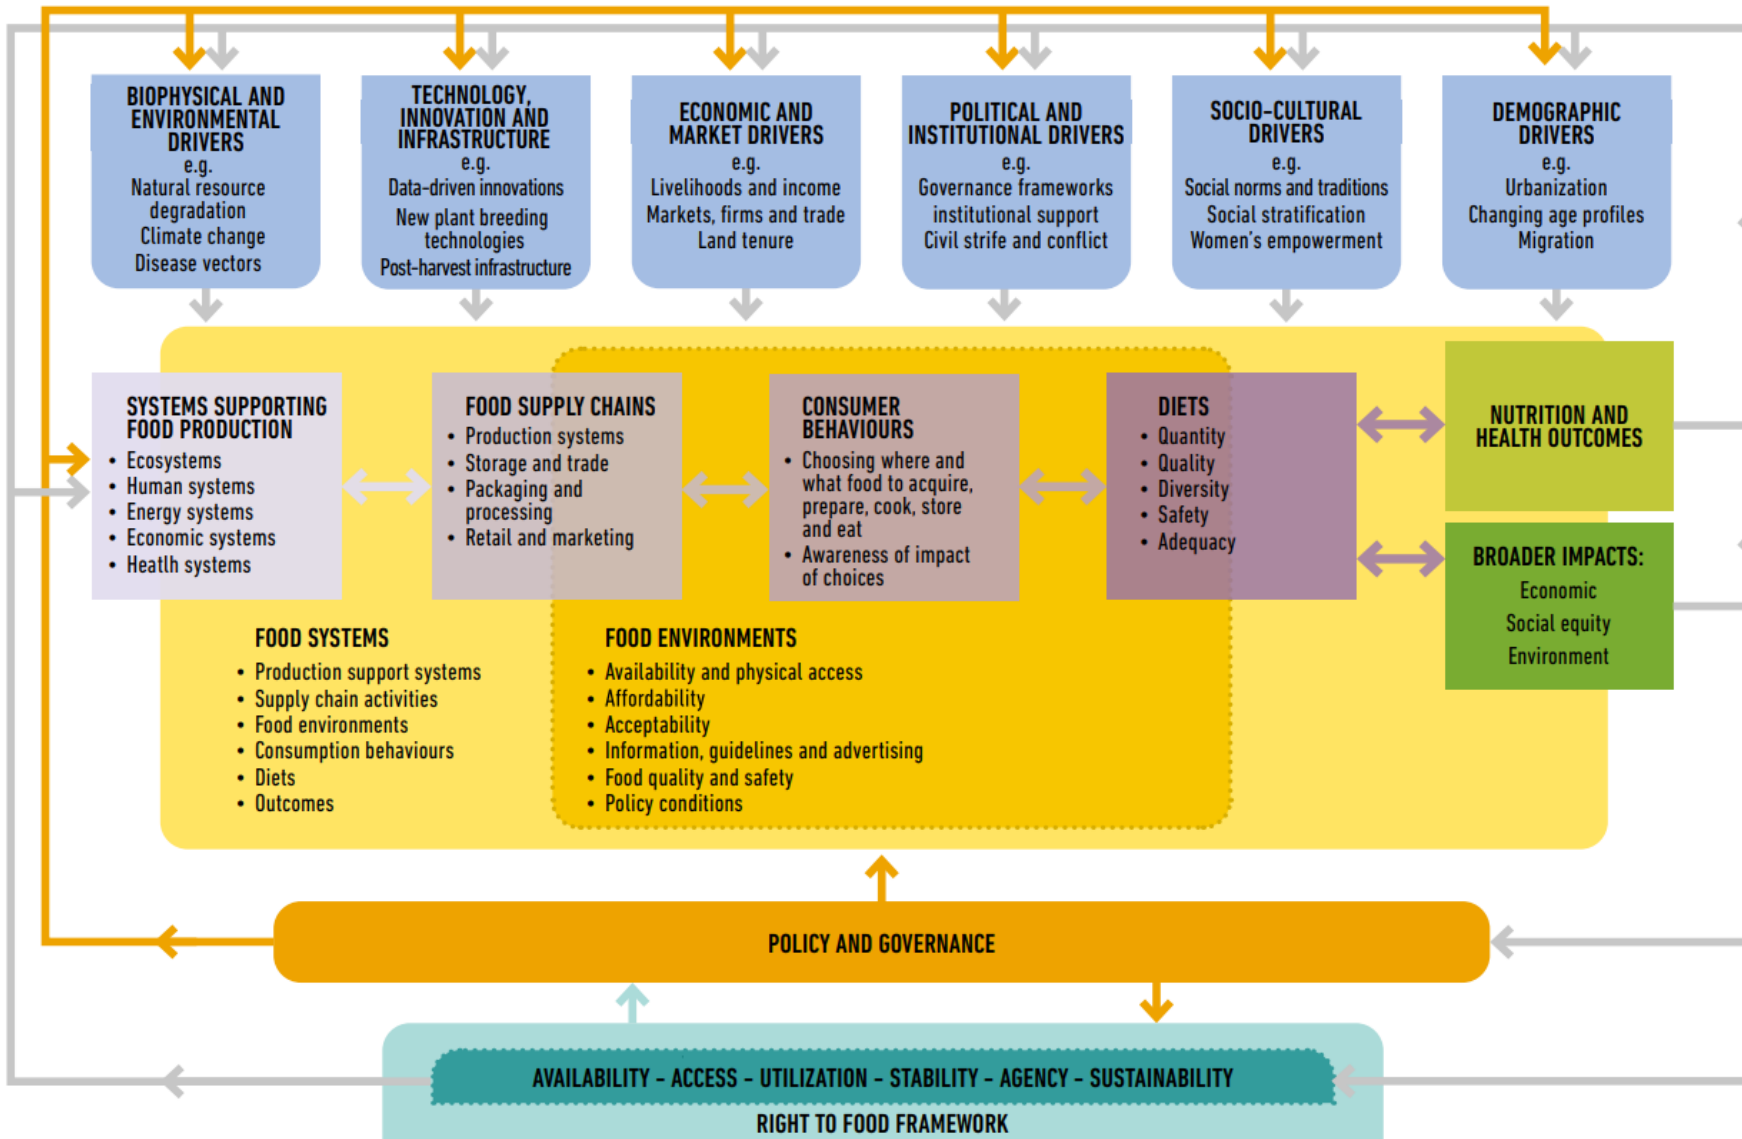 BIOPHYSICAL AND
ENVIRONMENTAL
DRIVERS
e.g.
Natural resource
degradation
Climate change
Disease vectors
TECHNOLOGY,
INNOVATION AND
INFRASTRUCTURE
e.g.
Data-driven innovations
New plant breeding
technologies
Post-harvest infrastructure
ECONOMIC AND
MARKET DRIVERS
e.g.
Livelihoods and income
Markets, firms and trade
Land tenure
POLITICAL AND
INSTITUTIONAL DRIVERS
e.g.
Governance frameworks
institutional support
Civil strife and conflict
SOCIO-CULTURAL
DRIVERS
e.g.
Social norms and traditions
Social stratification
Women's empowerment
DEMOGRAPHIC
DRIVERS
e.g.
Urbanization
Changing age profiles
Migration
SYSTEMS SUPPORTING
FOOD PRODUCTION
• Ecosystems
• Human systems
• Energy systems
• Economic systems
• Heatlh systems
FOOD SUPPLY CHAINS
• Production systems
• Storage and trade
• Packaging and
processing
• Retail and marketing
CONSUMER
BEHAVIOURS
• Choosing where and
what food to acquire,
prepare, cook, store
and eat
• Awareness of impact
of choices
DIETS
• Quantity
• Quality
• Diversity
• Safety
• Adequacy
NUTRITION AND
HEALTH OUTCOMES
BROADER IMPACTS:
Economic
Social equity
Environment
FOOD SYSTEMS
• Production support systems
• Supply chain activities
• Food environments
• Consumption behaviours
• Diets
• Outcomes
FOOD ENVIRONMENTS
• Availability and physical access
• Affordability
• Acceptability
• Information, guidelines and advertising
• Food quality and safety
• Policy conditions
POLICY AND GOVERNANCE
AVAILABILITY - ACCESS - UTILIZATION - STABILITY - AGENCY - SUSTAINABILITY
RIGHT TO FOOD FRAMEWORK